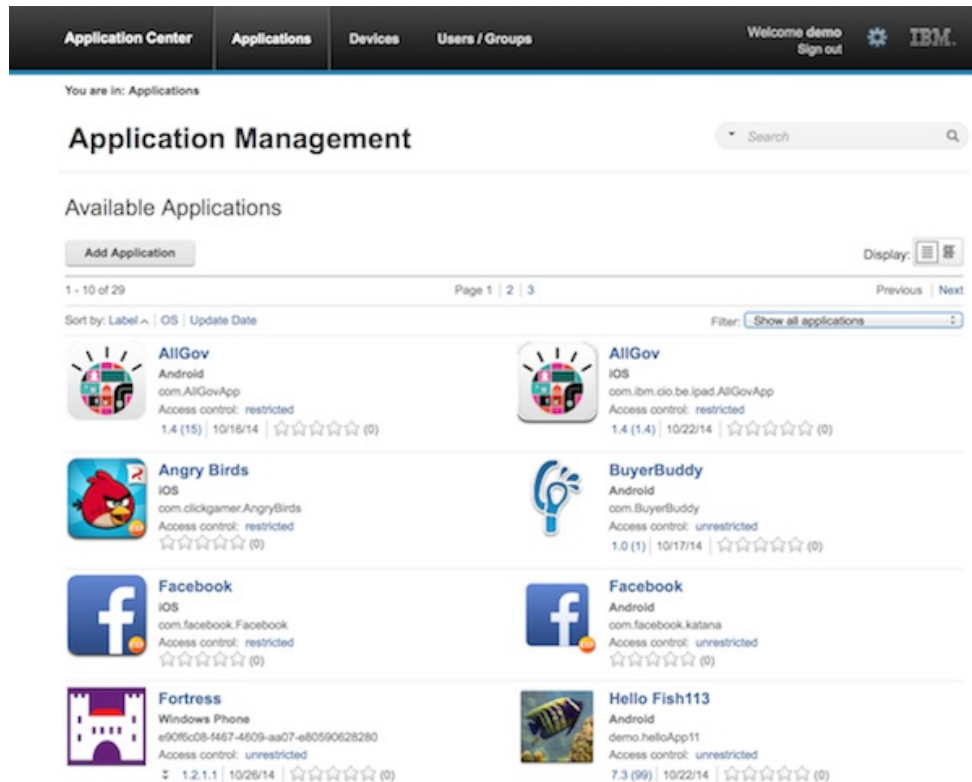 Application Center Applications Devices Users / Groups Welcome demo IBM.
Sign out
You are in: Applications
Application Management Search
Available Applications
Add Application Display:
1 - 10 of 29 Page 1 | 2 | 3 Previous | Next
Sort by: Label | OS | Update Date Filter: Show all applications
AllGov
Android
com.AllGovApp
Access control: restricted
1.4 (15) | 10/16/14 | (0)
AllGov
iOS
com.ibm.cio.be.ipad.AllGovApp
Access control: restricted
1.4 (1.4) | 10/22/14 | (0)
Angry Birds
iOS
com.clickgamer.AngryBirds
Access control: restricted
(0)
BuyerBuddy
Android
com.BuyerBuddy
Access control: unrestricted
1.0 (1) | 10/17/14 | (0)
Facebook
iOS
com.facebook.Facebook
Access control: restricted
(0)
Facebook
Android
com.facebook.katana
Access control: unrestricted
(0)
Fortress
Windows Phone
e90f6c08-f467-4609-aa07-e80590628280
Access control: unrestricted
1.2.1.1 | 10/26/14 | (0)
Hello Fish113
Android
demo.helloApp11
Access control: unrestricted
7.3 (99) | 10/22/14 | (0)